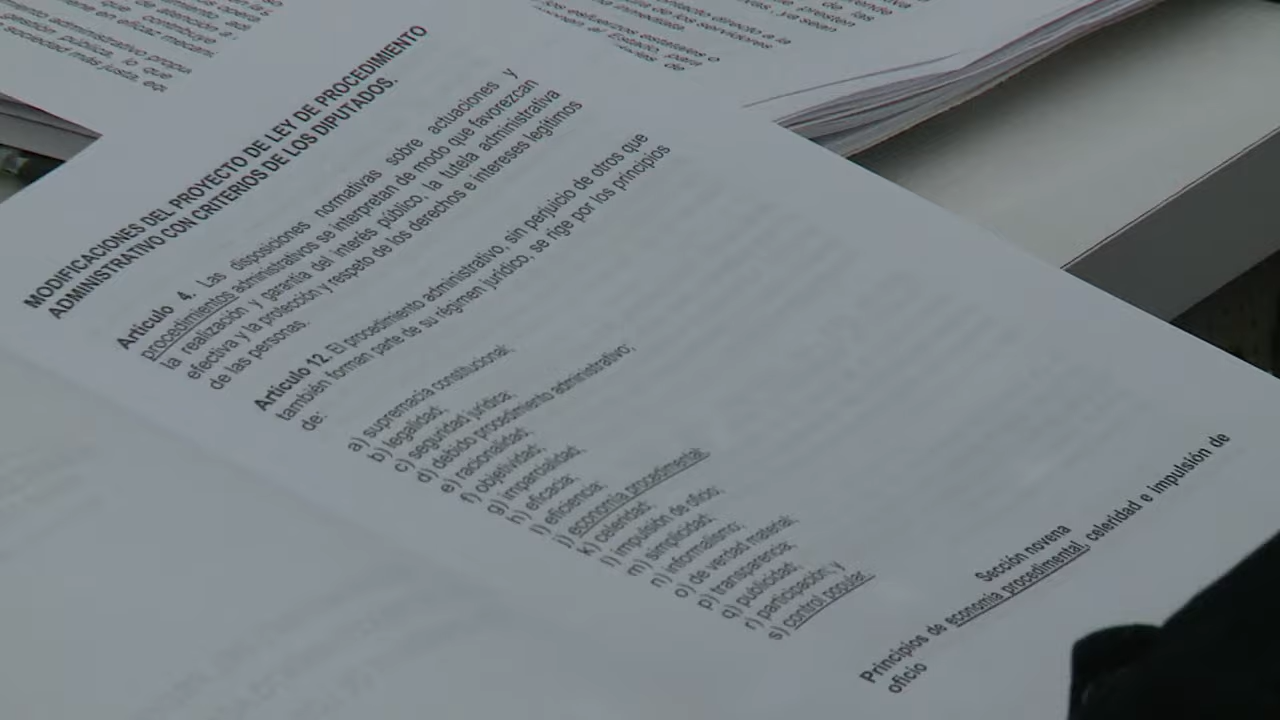 MODIFICACIONES DEL PROYECTO DE LEY DE PROCEDIMIENTO
ADMINISTRATIVO CON CRITERIOS DE LOS DIPUTADOS.
Artículo 4. Las disposiciones normativas sobre actuaciones y
procedimientos administrativos se interpretan de modo que favorezcan
la realización y garantía del interés público, la tutela administrativa
efectiva y la protección y respeto de los derechos e intereses legítimos
de las personas.
Artículo 12. El procedimiento administrativo, sin perjuicio de otros que
también forman parte de su régimen jurídico, se rige por los principios
de:
a) supremacía constitucional;
b) legalidad;
c) seguridad jurídica;
d) debido procedimiento administrativo;
e) racionalidad;
f) objetividad;
g) imparcialidad;
h) eficacia;
i) eficiencia;
j) economía procedimental;
k) celeridad;
l) impulsión de oficio;
m) simplicidad;
n) informalismo;
o) de verdad material;
p) transparencia;
q) publicidad;
r) participación; y
s) control popular.
Sección novena
Principios de economía procedimental, celeridad e impulsión de
oficio